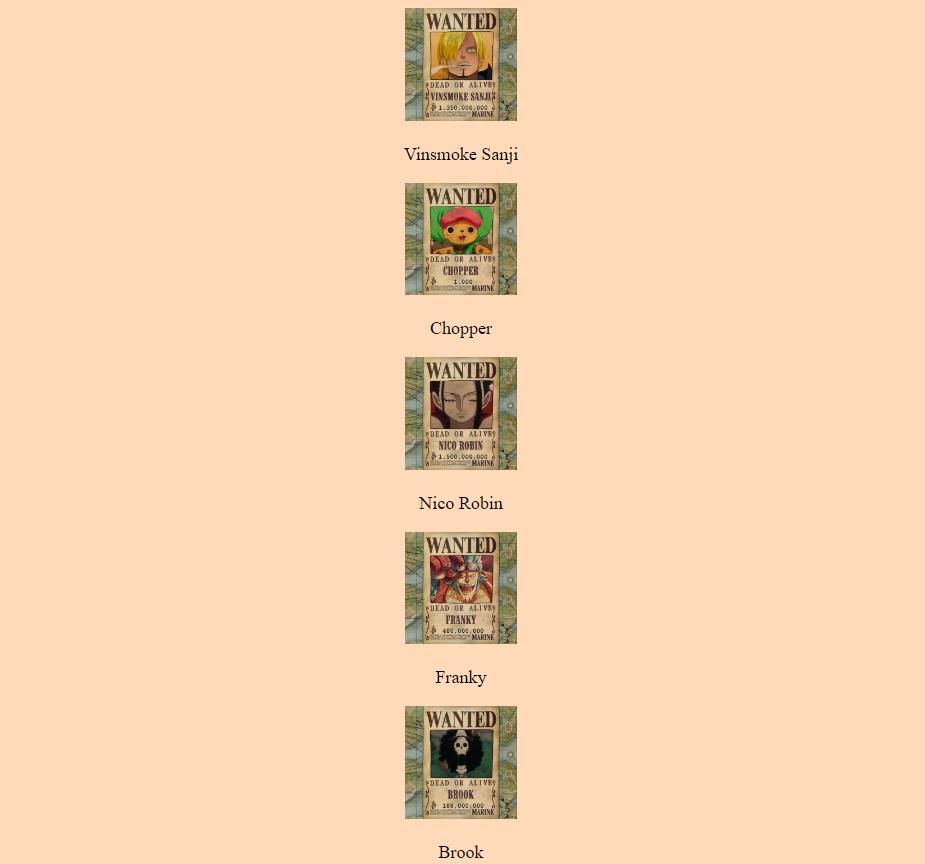 WANTED
DEAD OR ALIVE
VINSMOKE SANJI
1,350,000,000
MARINE
Vinsmoke Sanji
WANTED
DEAD OR ALIVE
CHOPPER
1,000
MARINE
Chopper
WANTED
DEAD OR ALIVE
NICO ROBIN
1,500,000,000
MARINE
Nico Robin
WANTED
DEAD OR ALIVE
FRANKY
480,000,000
MARINE
Franky
WANTED
DEAD OR ALIVE
BROOK
188,000,000
MARINE
Brook